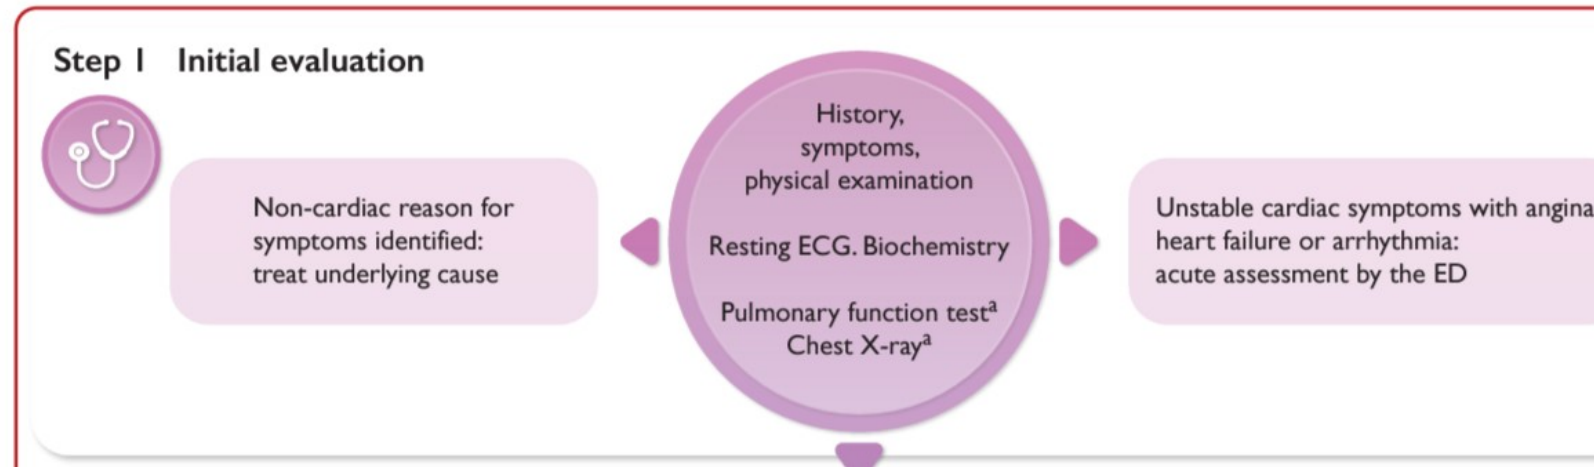 Step 1 Initial evaluation
History,
symptoms,
physical examination
Resting ECG. Biochemistry
Pulmonary function testᵃ
Chest X-rayᵃ
Non-cardiac reason for
symptoms identified:
treat underlying cause
Unstable cardiac symptoms with angina
heart failure or arrhythmia:
acute assessment by the ED